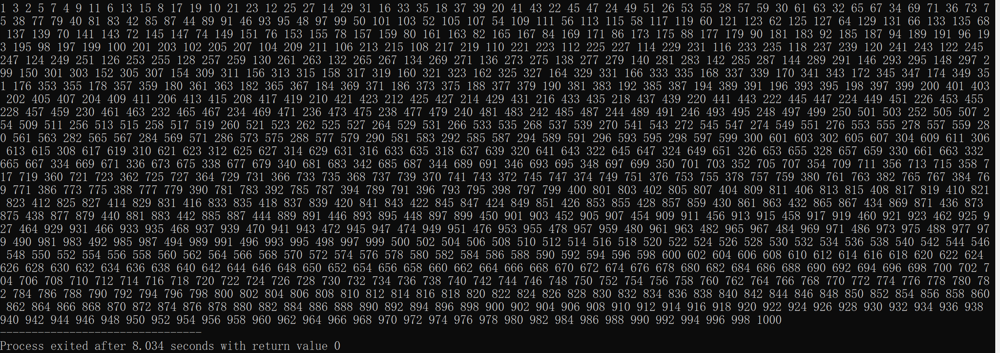 1 3 2 5 7 4 9 11 6 13 15 8 17 19 10 21 23 12 25 27 14 29 31 16 33 35 18 37 39 20 41 43 22 45 47 24 49 51 26 53 55 28 57 59 30 61 63 32 65 67 34 69 71 36 73 7
5 38 77 79 40 81 83 42 85 87 44 89 91 46 93 95 48 97 99 50 101 103 52 105 107 54 109 111 56 113 115 58 117 119 60 121 123 62 125 127 64 129 131 66 133 135 68
137 139 70 141 143 72 145 147 74 149 151 76 153 155 78 157 159 80 161 163 82 165 167 84 169 171 86 173 175 88 177 179 90 181 183 92 185 187 94 189 191 96 19
3 195 98 197 199 100 201 203 102 205 207 104 209 211 106 213 215 108 217 219 110 221 223 112 225 227 114 229 231 116 233 235 118 237 239 120 241 243 122 245
247 124 249 251 126 253 255 128 257 259 130 261 263 132 265 267 134 269 271 136 273 275 138 277 279 140 281 283 142 285 287 144 289 291 146 293 295 148 297 2
99 150 301 303 152 305 307 154 309 311 156 313 315 158 317 319 160 321 323 162 325 327 164 329 331 166 333 335 168 337 339 170 341 343 172 345 347 174 349 35
1 176 353 355 178 357 359 180 361 363 182 365 367 184 369 371 186 373 375 188 377 379 190 381 383 192 385 387 194 389 391 196 393 395 198 397 399 200 401 403
202 405 407 204 409 411 206 413 415 208 417 419 210 421 423 212 425 427 214 429 431 216 433 435 218 437 439 220 441 443 222 445 447 224 449 451 226 453 455
228 457 459 230 461 463 232 465 467 234 469 471 236 473 475 238 477 479 240 481 483 242 485 487 244 489 491 246 493 495 248 497 499 250 501 503 252 505 507 2
54 509 511 256 513 515 258 517 519 260 521 523 262 525 527 264 529 531 266 533 535 268 537 539 270 541 543 272 545 547 274 549 551 276 553 555 278 557 559 28
0 561 563 282 565 567 284 569 571 286 573 575 288 577 579 290 581 583 292 585 587 294 589 591 296 593 595 298 597 599 300 601 603 302 605 607 304 609 611 306
613 615 308 617 619 310 621 623 312 625 627 314 629 631 316 633 635 318 637 639 320 641 643 322 645 647 324 649 651 326 653 655 328 657 659 330 661 663 332
665 667 334 669 671 336 673 675 338 677 679 340 681 683 342 685 687 344 689 691 346 693 695 348 697 699 350 701 703 352 705 707 354 709 711 356 713 715 358 7
17 719 360 721 723 362 725 727 364 729 731 366 733 735 368 737 739 370 741 743 372 745 747 374 749 751 376 753 755 378 757 759 380 761 763 382 765 767 384 76
9 771 386 773 775 388 777 779 390 781 783 392 785 787 394 789 791 396 793 795 398 797 799 400 801 803 402 805 807 404 809 811 406 813 815 408 817 819 410 821
823 412 825 827 414 829 831 416 833 835 418 837 839 420 841 843 422 845 847 424 849 851 426 853 855 428 857 859 430 861 863 432 865 867 434 869 871 436 873
875 438 877 879 440 881 883 442 885 887 444 889 891 446 893 895 448 897 899 450 901 903 452 905 907 454 909 911 456 913 915 458 917 919 460 921 923 462 925 9
27 464 929 931 466 933 935 468 937 939 470 941 943 472 945 947 474 949 951 476 953 955 478 957 959 480 961 963 482 965 967 484 969 971 486 973 975 488 977 97
9 490 981 983 492 985 987 494 989 991 496 993 995 498 997 999 500 502 504 506 508 510 512 514 516 518 520 522 524 526 528 530 532 534 536 538 540 542 544 546
548 550 552 554 556 558 560 562 564 566 568 570 572 574 576 578 580 582 584 586 588 590 592 594 596 598 600 602 604 606 608 610 612 614 616 618 620 622 624
626 628 630 632 634 636 638 640 642 644 646 648 650 652 654 656 658 660 662 664 666 668 670 672 674 676 678 680 682 684 686 688 690 692 694 696 698 700 702 7
04 706 708 710 712 714 716 718 720 722 724 726 728 730 732 734 736 738 740 742 744 746 748 750 752 754 756 758 760 762 764 766 768 770 772 774 776 778 780 78
2 784 786 788 790 792 794 796 798 800 802 804 806 808 810 812 814 816 818 820 822 824 826 828 830 832 834 836 838 840 842 844 846 848 850 852 854 856 858 860
862 864 866 868 870 872 874 876 878 880 882 884 886 888 890 892 894 896 898 900 902 904 906 908 910 912 914 916 918 920 922 924 926 928 930 932 934 936 938
940 942 944 946 948 950 952 954 956 958 960 962 964 966 968 970 972 974 976 978 980 982 984 986 988 990 992 994 996 998 1000
--------------------------------
Process exited after 8.034 seconds with return value 0